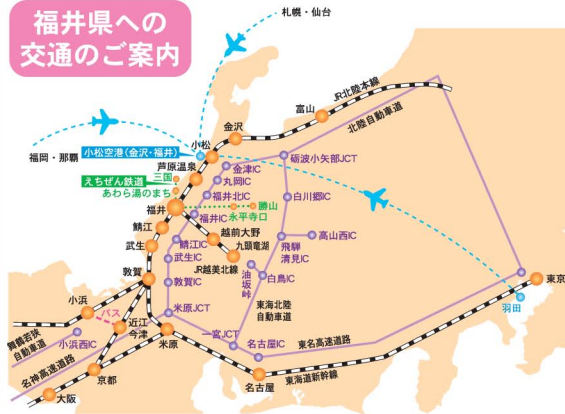 福井県への
交通のご案内
札幌・仙台
JR北陸本線
北陸自動車道
富山
金沢
小松
福岡・那覇
小松空港(金沢・福井)
砺波小矢部JCT
芦原温泉
金津IC
三国
丸岡IC
えちぜん鉄道
あわら湯のまち
福井北IC
白川郷IC
福井
勝山
永平寺口
福井IC
鯖江
越前大野
高山西IC
武生
鯖江IC
九頭竜湖
飛騨
清見IC
武生IC
JR越美北線
油坂峠
白鳥IC
敦賀
敦賀IC
東京
小浜
米原JCT
東海北陸
自動車道
羽田
バス
近江
今津
舞鶴若狭
自動車道
小浜西IC
一宮JCT
名古屋IC
東名高速道路
米原
名神高速道路
京都
東海道新幹線
大阪
名古屋